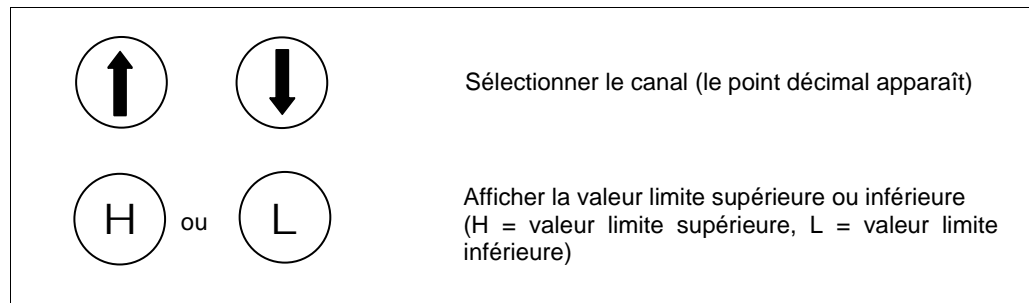 Sélectionner le canal (le point décimal apparaît)
H ou L
Afficher la valeur limite supérieure ou inférieure
(H = valeur limite supérieure, L = valeur limite
inférieure)